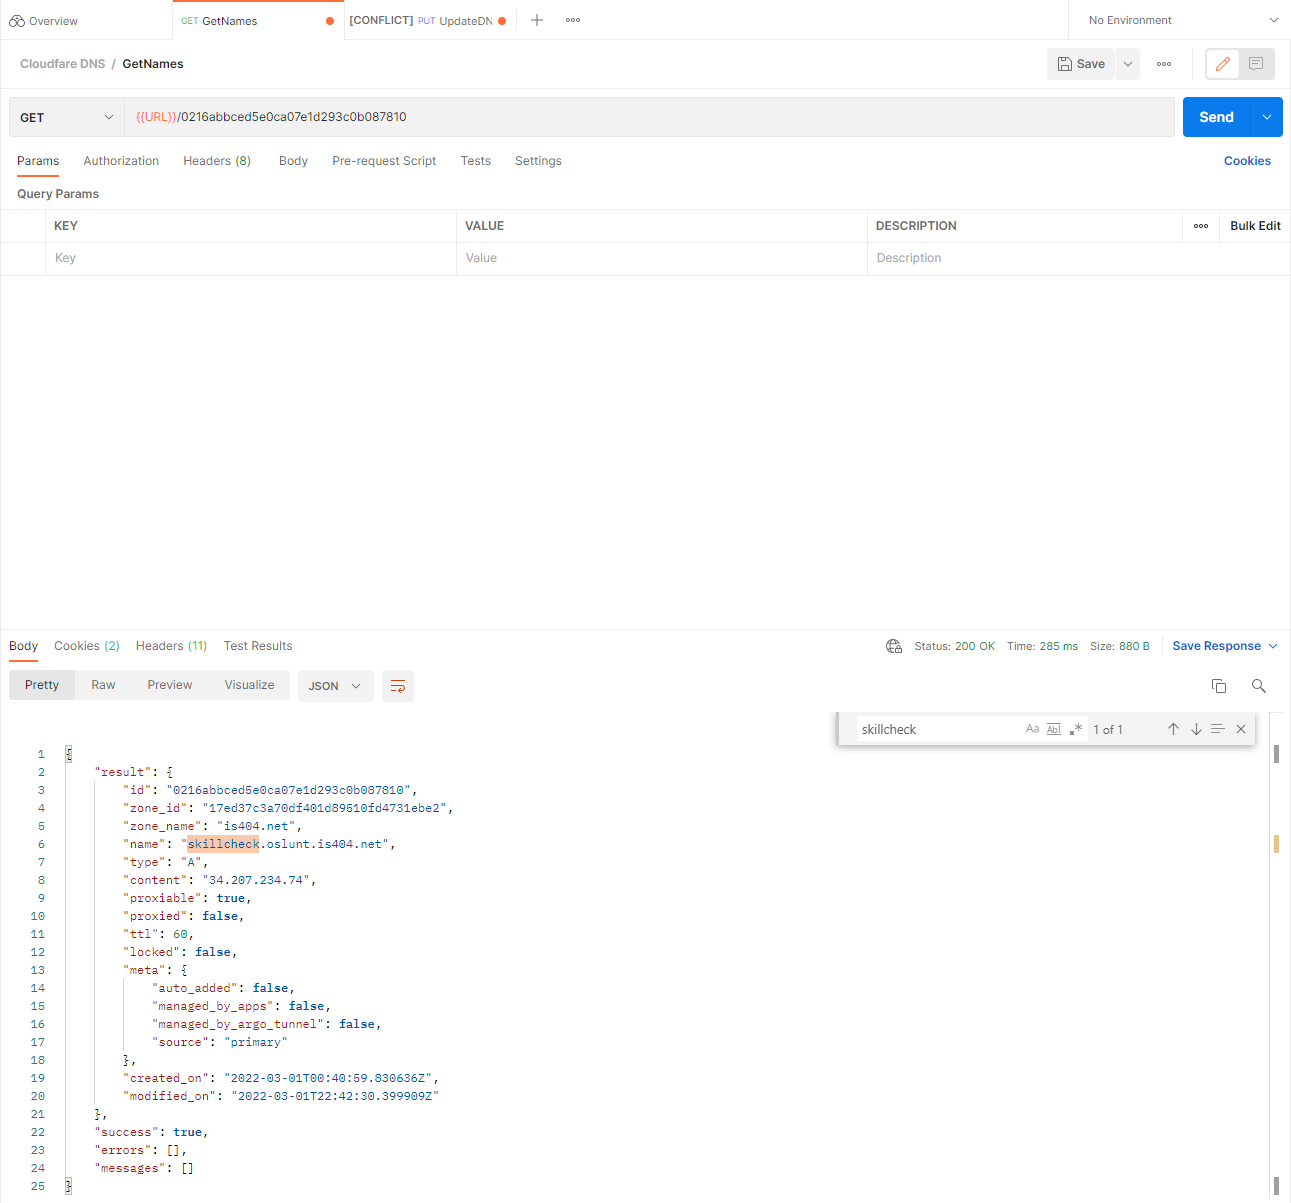 Overview
GET GetNames
[CONFLICT] PUT UpdateDN
No Environment
Cloudfare DNS / GetNames
Save
GET
{{URL}}/0216abbced5e0ca07e1d293c0b087810
Send
Params Authorization Headers (8) Body Pre-request Script Tests Settings Cookies
Query Params
KEY VALUE DESCRIPTION Bulk Edit
Key Value Description
Body Cookies (2) Headers (11) Test Results Status: 200 OK Time: 285 ms Size: 880 B Save Response
Pretty Raw Preview Visualize JSON
skillcheck Aa Abl .* 1 of 1
1 {
2 "result": {
3 "id": "0216abbced5e0ca07e1d293c0b087810",
4 "zone_id": "17ed37c3a70df401d89510fd4731ebe2",
5 "zone_name": "is404.net",
6 "name": "skillcheck.oslunt.is404.net",
7 "type": "A",
8 "content": "34.207.234.74",
9 "proxiable": true,
10 "proxied": false,
11 "ttl": 60,
12 "locked": false,
13 "meta": {
14 "auto_added": false,
15 "managed_by_apps": false,
16 "managed_by_argo_tunnel": false,
17 "source": "primary"
18 },
19 "created_on": "2022-03-01T00:40:59.830636Z",
20 "modified_on": "2022-03-01T22:42:30.399909Z"
21 },
22 "success": true,
23 "errors": [],
24 "messages": []
25 }